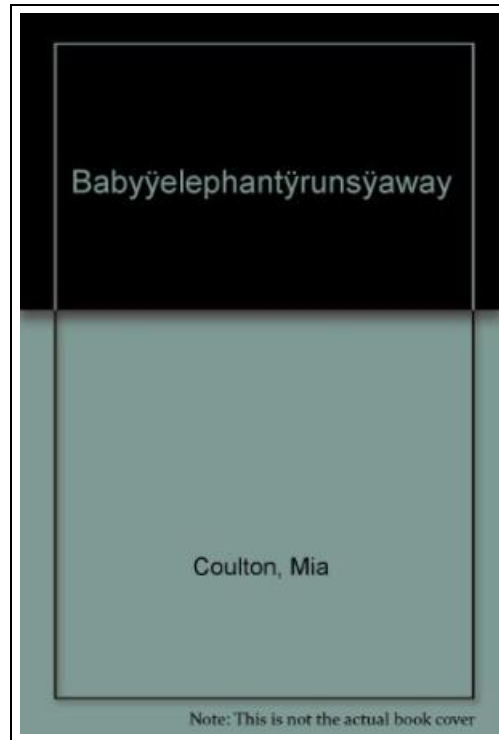 Babyÿelephantÿrunsÿaway
Coulton, Mia
Note: This is not the actual book cover